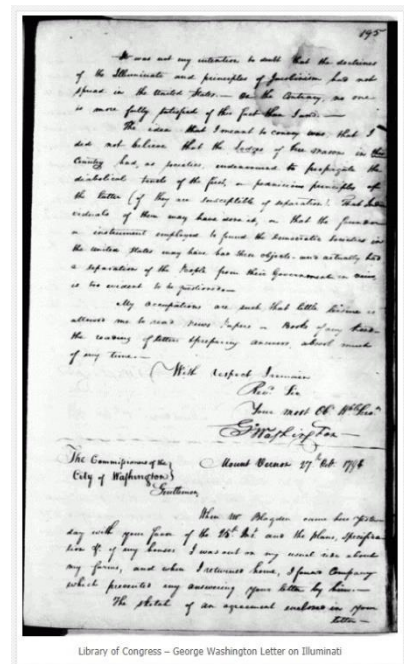 195
It was not my intention to doubt that the doctrines
of the Illuminati and principles of Jacobinism had not
spread in the United States.— On the contrary, no one
is more fully satisfied of this fact than I am.—
The idea that I meant to convey was, that I
did not believe that the Lodges of Free Masons in this
Country had, as societies, endeavoured to propagate the
diabolical tenets of the first, or pernicious principles of
the latter (if they are susceptible of separation). That Indi-
viduals of them may have done it, or that the founder
or instrument employed to found the Democratic Societies in
the United States may have had these objects—and actually had
a separation of the People from their Government in view,
is too evident to be questioned.—
My occupations are such that little leisure is
allowed me to read News Papers, or Books of any kind—
the reading of letters & preparing answers, absorb much
of my time.—
With respect I remain
Revd Sir
Your most Ob
Go Washington—
The Commissioners of the
City of Washington
Mount Vernon 27th 
Gentlemen,
When Mr Blagden came here yester
day with your favor of the 25th and the plans, Specifica-
tion &c of my houses I was out on my usual ride about
my farms, and when I returned home, I found Company
which prevented my answering your letter by him.—
The sketch of an agreement enclosed in your
letter—
Library of Congress – George Washington Letter on Illuminati